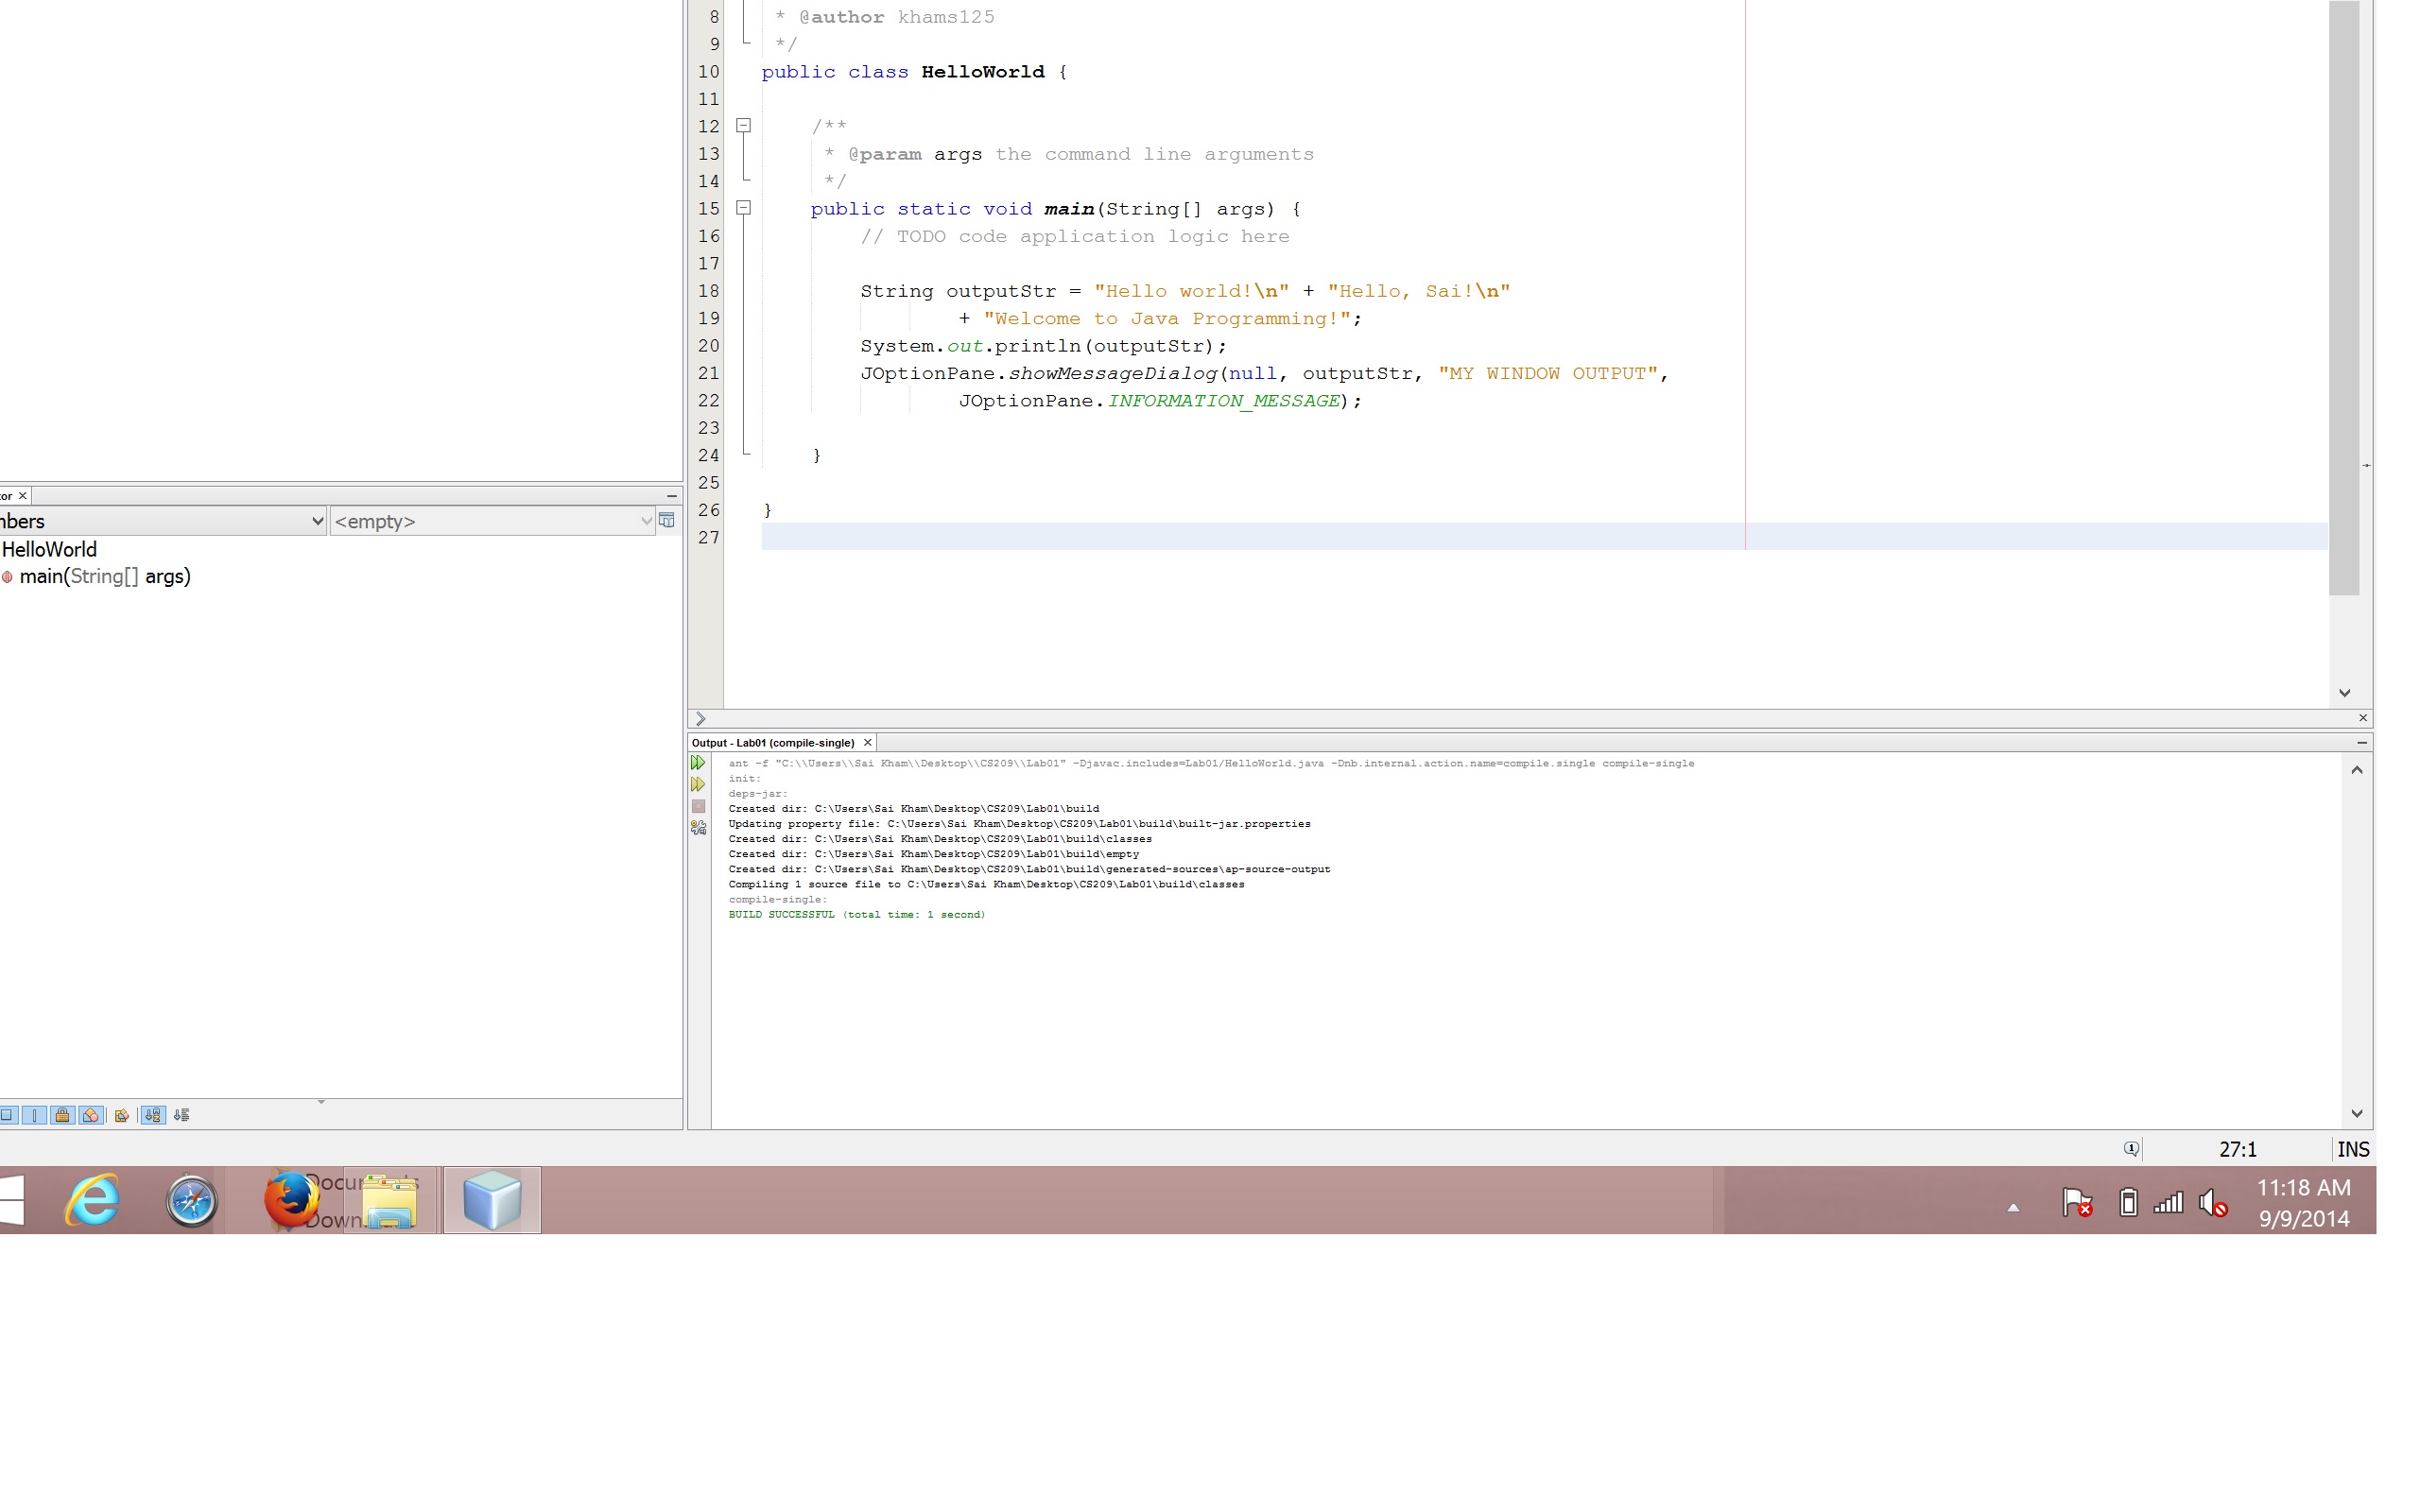 8 * @author khams125
9 */
10 public class HelloWorld {
11
12 /**
13 * @param args the command line arguments
14 */
15 public static void main(String[] args) {
16 // TODO code application logic here
17
18 String outputStr = "Hello world!\n" + "Hello, Sai!\n"
19 + "Welcome to Java Programming!";
20 System.out.println(outputStr);
21 JOptionPane.showMessageDialog(null, outputStr, "MY WINDOW OUTPUT",
22 JOptionPane.INFORMATION_MESSAGE);
23
24 }
25
26 }
27
tor
nbers <empty>
HelloWorld
main(String[] args)
Output - Lab01 (compile-single)
ant -f "C:\\Users\\Sai Kham\\Desktop\\CS209\\Lab01" -Djavac.includes=Lab01/HelloWorld.java -Dnb.internal.action.name=compile.single compile-single
init:
deps-jar:
Created dir: C:\Users\Sai Kham\Desktop\CS209\Lab01\build
Updating property file: C:\Users\Sai Kham\Desktop\CS209\Lab01\build\built-jar.properties
Created dir: C:\Users\Sai Kham\Desktop\CS209\Lab01\build\classes
Created dir: C:\Users\Sai Kham\Desktop\CS209\Lab01\build\empty
Created dir: C:\Users\Sai Kham\Desktop\CS209\Lab01\build\generated-sources\ap-source-output
Compiling 1 source file to C:\Users\Sai Kham\Desktop\CS209\Lab01\build\classes
compile-single:
BUILD SUCCESSFUL (total time: 1 second)
27:1 INS
11:18 AM
9/9/2014